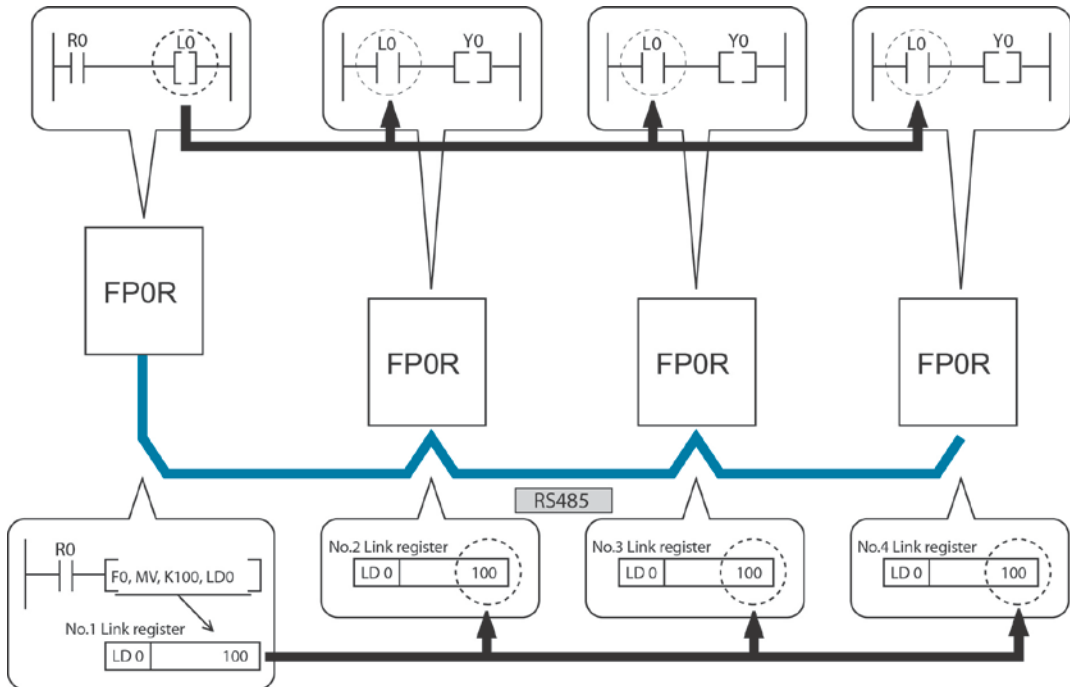 R0 L0
L0 Y0
L0 Y0
L0 Y0
FP0R
FP0R
FP0R
FP0R
RS485
R0
F0, MV, K100, LD0
No.1 Link register
LD 0 100
No.2 Link register
LD 0 100
No.3 Link register
LD 0 100
No.4 Link register
LD 0 100